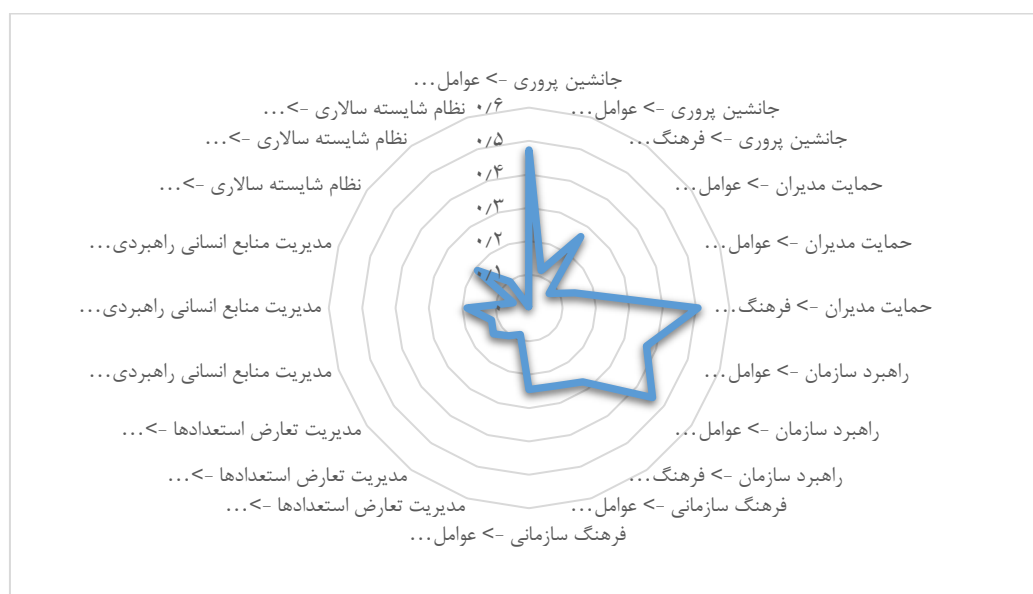 جانشین پروری -> عوامل...
جانشین پروری -> عوامل...
جانشین پروری -> فرهنگ...
حمایت مدیران -> عوامل...
حمایت مدیران -> عوامل...
حمایت مدیران -> فرهنگ...
راهبرد سازمان -> عوامل...
راهبرد سازمان -> عوامل...
راهبرد سازمان -> فرهنگ...
فرهنگ سازمانی -> عوامل...
فرهنگ سازمانی -> عوامل...
مدیریت تعارض استعدادها ->...
مدیریت تعارض استعدادها ->...
مدیریت تعارض استعدادها ->...
مدیریت منابع انسانی راهبردی...
مدیریت منابع انسانی راهبردی...
مدیریت منابع انسانی راهبردی...
نظام شایسته سالاری ->...
نظام شایسته سالاری ->...
نظام شایسته سالاری ->...
۰/۶
۰/۵
۰/۴
۰/۳
۰/۲
۰/۱
۰